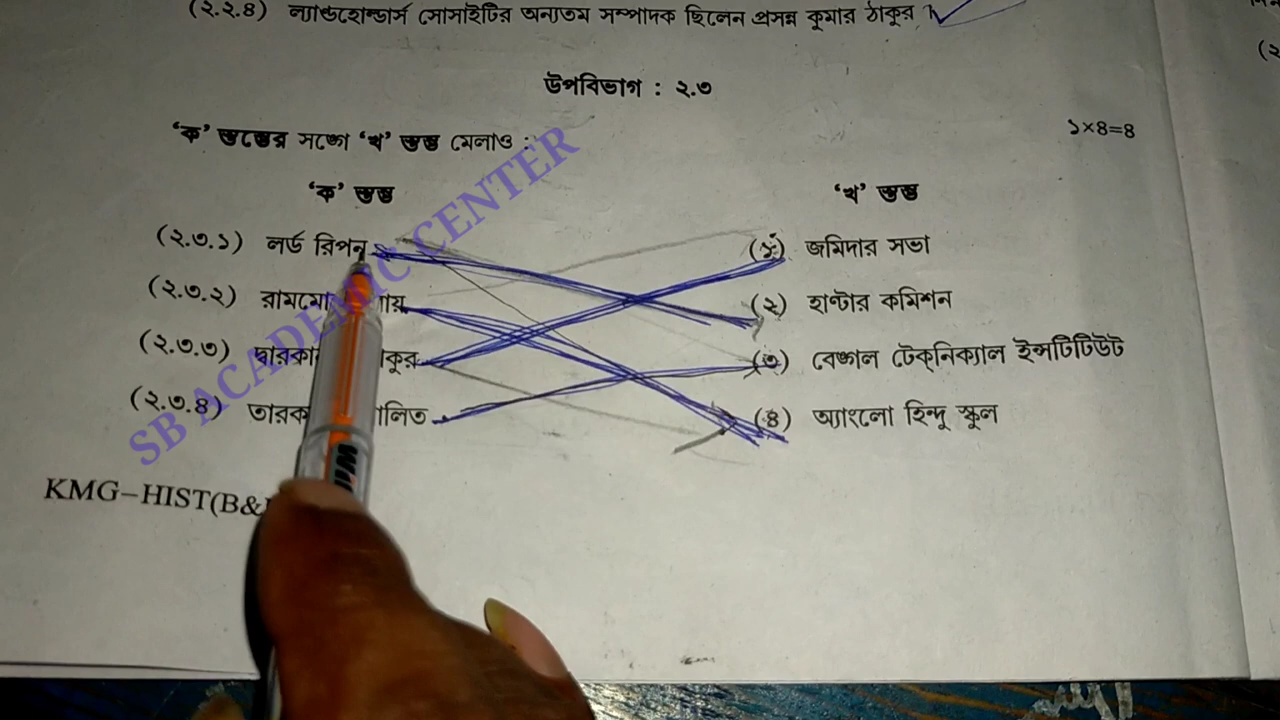 (২.২.৪) ল্যান্ডহোল্ডার্স সোসাইটির অন্যতম সম্পাদক ছিলেন প্রসন্ন কুমার ঠাকুর।
উপবিভাগ : ২.৩
‘ক’ স্তম্ভের সঙ্গে ‘খ’ স্তম্ভ মেলাও : ১×৪=৪
‘ক’ স্তম্ভ ‘খ’ স্তম্ভ
(২.৩.১) লর্ড রিপন (১) জমিদার সভা
(২.৩.২) (২) হান্টার কমিশন
(২.৩.৩) (৩) বেঙ্গল টেক্‌নিক্যাল ইন্সটিটিউট
(২.৩.৪) (৪) অ্যাংলো হিন্দু স্কুল
KMG–HIST(B&
SB ACADEMIC CENTER